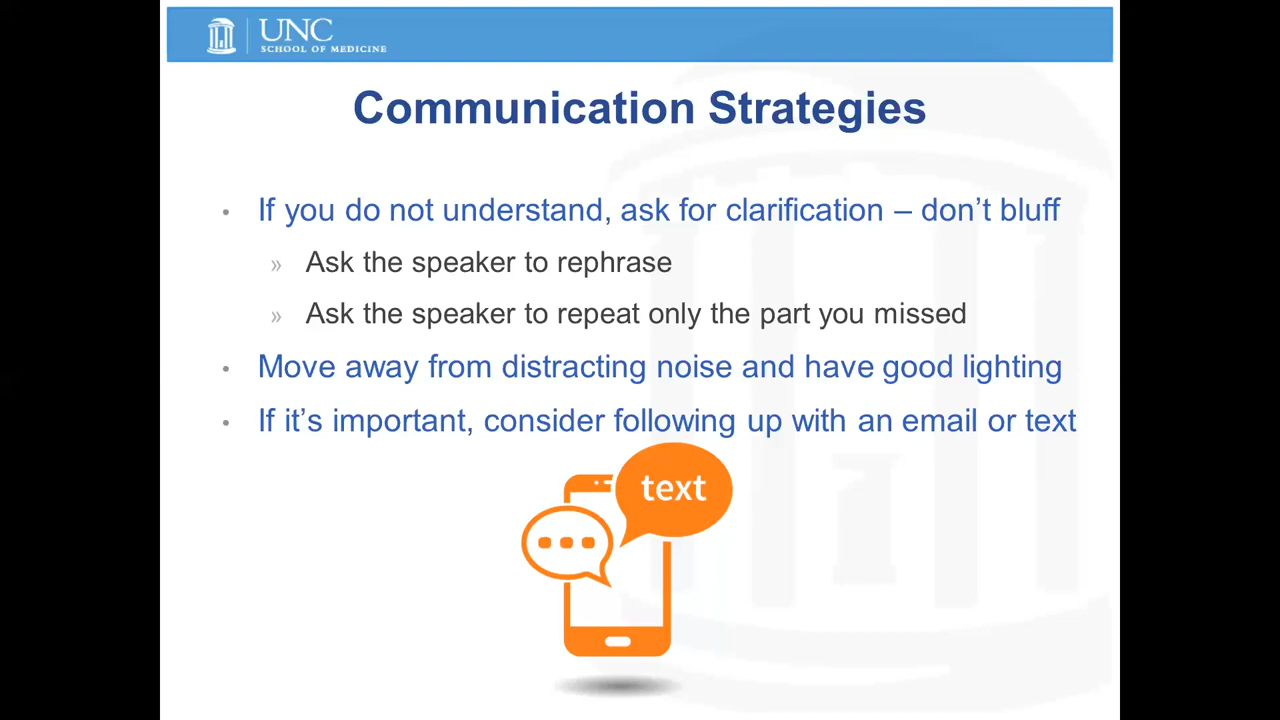 UNC
SCHOOL OF MEDICINE
Communication Strategies
• If you do not understand, ask for clarification – don’t bluff
» Ask the speaker to rephrase
» Ask the speaker to repeat only the part you missed
• Move away from distracting noise and have good lighting
• If it’s important, consider following up with an email or text
text